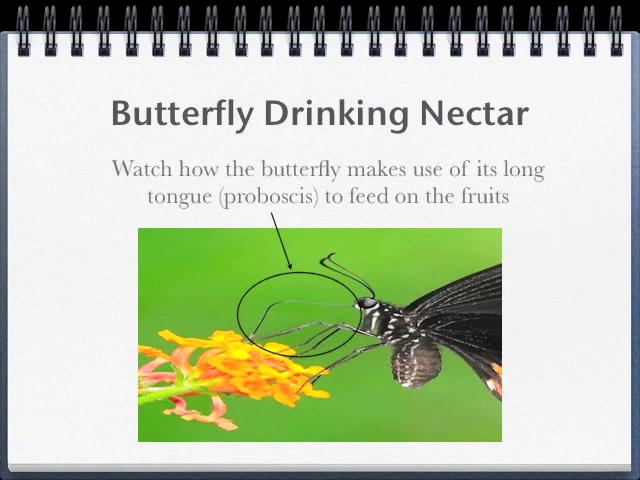 Butterfly Drinking Nectar
Watch how the butterfly makes use of its long
tongue (proboscis) to feed on the fruits